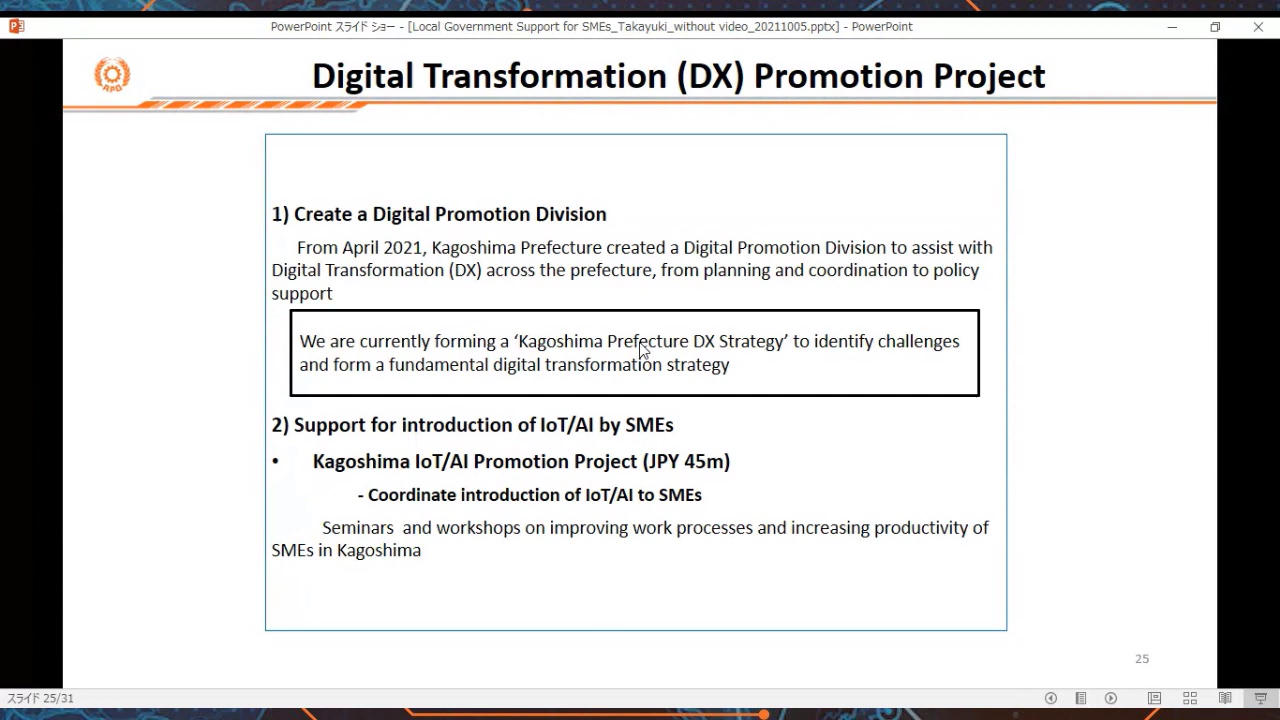 PowerPoint スライド ショー - [Local Government Support for SMEs_Takayuki_without video_20211005.pptx] - PowerPoint
APO
Digital Transformation (DX) Promotion Project
1) Create a Digital Promotion Division
From April 2021, Kagoshima Prefecture created a Digital Promotion Division to assist with
Digital Transformation (DX) across the prefecture, from planning and coordination to policy
support
We are currently forming a ‘Kagoshima Prefecture DX Strategy’ to identify challenges
and form a fundamental digital transformation strategy
2) Support for introduction of IoT/AI by SMEs
• Kagoshima IoT/AI Promotion Project (JPY 45m)
- Coordinate introduction of IoT/AI to SMEs
Seminars and workshops on improving work processes and increasing productivity of
SMEs in Kagoshima
25
スライド 25/31